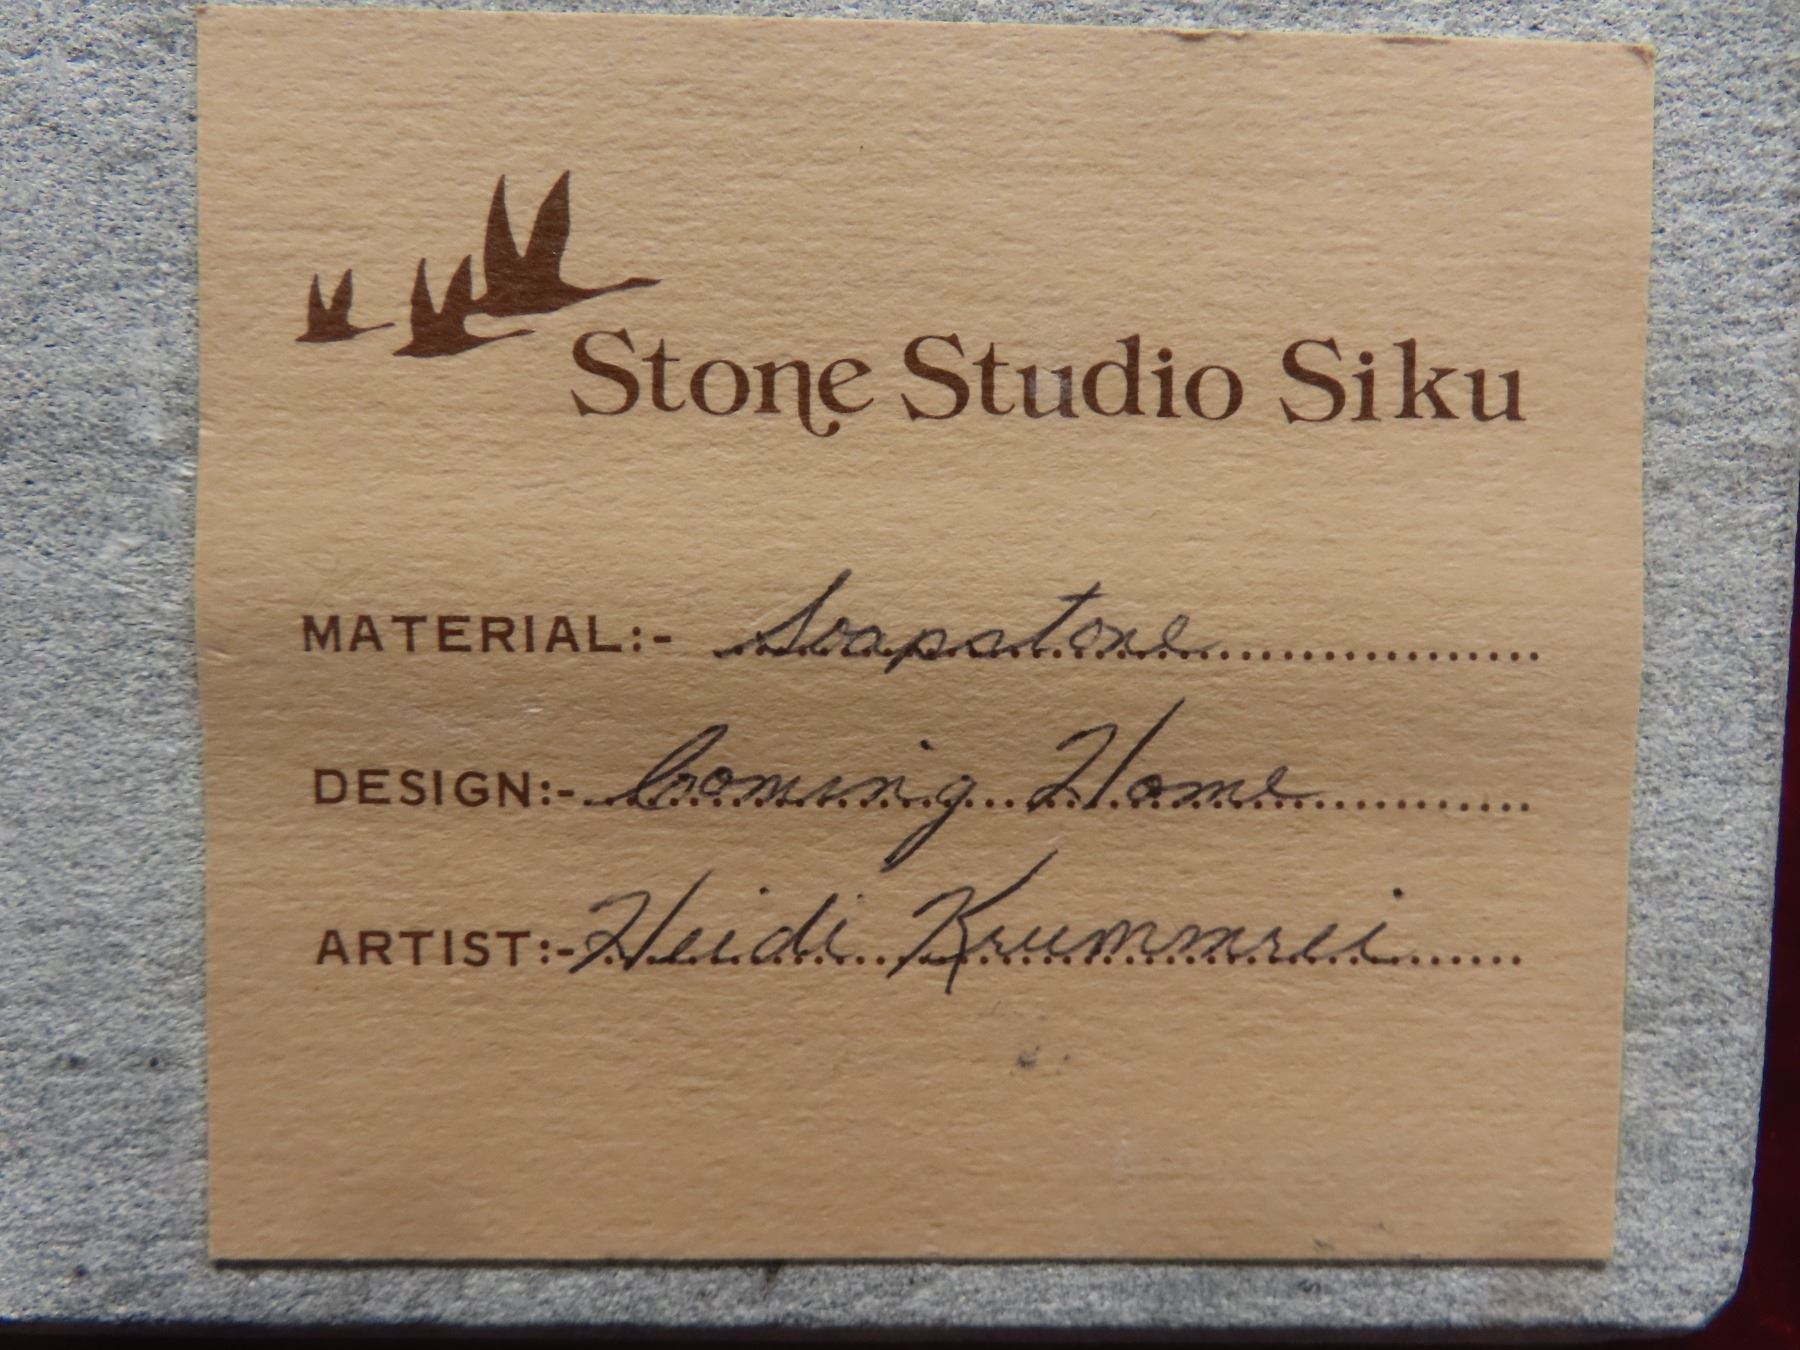 Stone Studio Siku
MATERIAL:- Soapstone
DESIGN:- Coming Home
ARTIST:- Heidi Krummrei